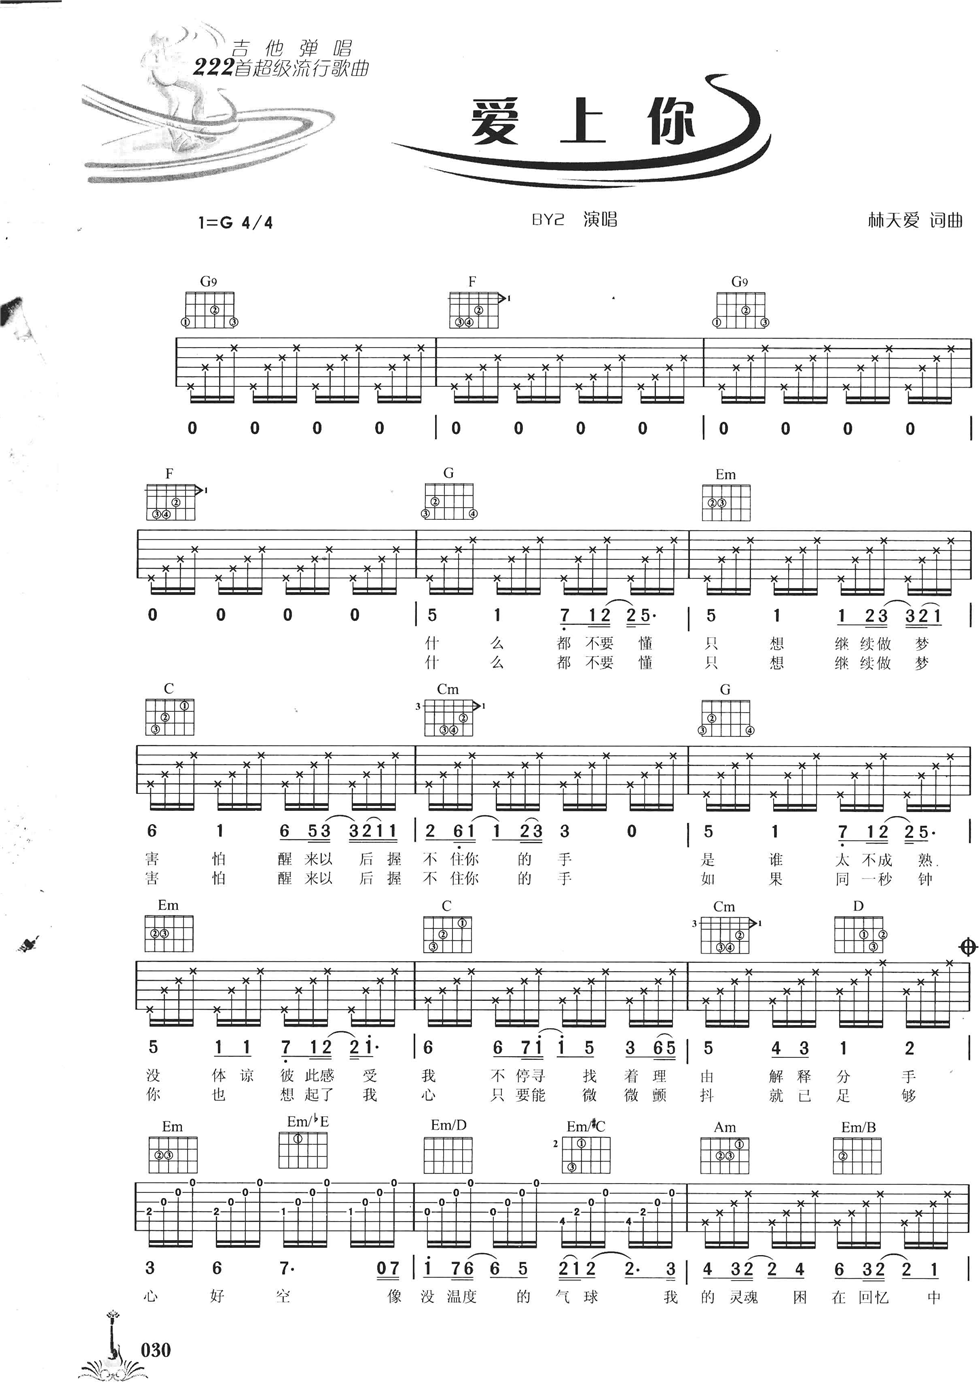 吉他弹唱
222首超级流行歌曲
爱上你
1=G 4/4
BY2 演唱
林天爱 词曲
G9 F G9
0 0 0 0 | 0 0 0 0 | 0 0 0 0 |
F G Em
0 0 0 0 | 5 1 7 12 25· | 5 1 1 23 321
什 么 都 不要 懂 只 想 继 续做 梦
什 么 都 不要 懂 只 想 继 续做 梦
C Cm G
6 1 6 53 3211 | 2 61 1 23 3 0 | 5 1 7 12 25·
害 怕 醒 来以 后 握 不 住你 的 手 是 谁 太 不成 熟
害 怕 醒 来以 后 握 不 住你 的 手 如 果 同 一秒 钟
Em C Cm D
5 1 1 7 12 21· | 6 6 71 1 5 3 65 | 5 4 3 1 2
没 体 谅 彼 此感 受 我 不 停寻 找 着 理 由 解 释 分 手
你 也 想 起了 我 心 只 要能 微 微 颤 抖 就 已 足 够
Em Em/♭E Em/D Em/#C Am Em/B
3 6 7· 07 | 1 76 6 5 212 2· 3 | 4 32 2 4 6 32 2 1
心 好 空 像 没 温度 的 气 球 我 的 灵魂 困 在 回忆 中
030